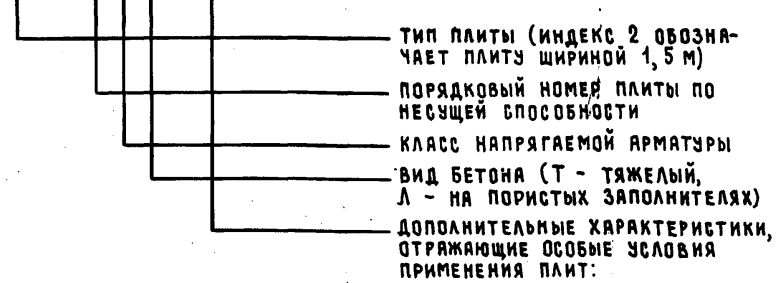 ТИП ПЛИТЫ (ИНДЕКС 2 ОБОЗНА-
ЧАЕТ ПЛИТУ ШИРИНОЙ 1,5 М)
ПОРЯДКОВЫЙ НОМЕР ПЛИТЫ ПО
НЕСУЩЕЙ СПОСОБНОСТИ
КЛАСС НАПРЯГАЕМОЙ АРМАТУРЫ
ВИД БЕТОНА (Т - ТЯЖЕЛЫЙ,
Л - НА ПОРИСТЫХ ЗАПОЛНИТЕЛЯХ)
ДОПОЛНИТЕЛЬНЫЕ ХАРАКТЕРИСТИКИ,
ОТРАЖАЮЩИЕ ОСОБЫЕ УСЛОВИЯ
ПРИМЕНЕНИЯ ПЛИТ: